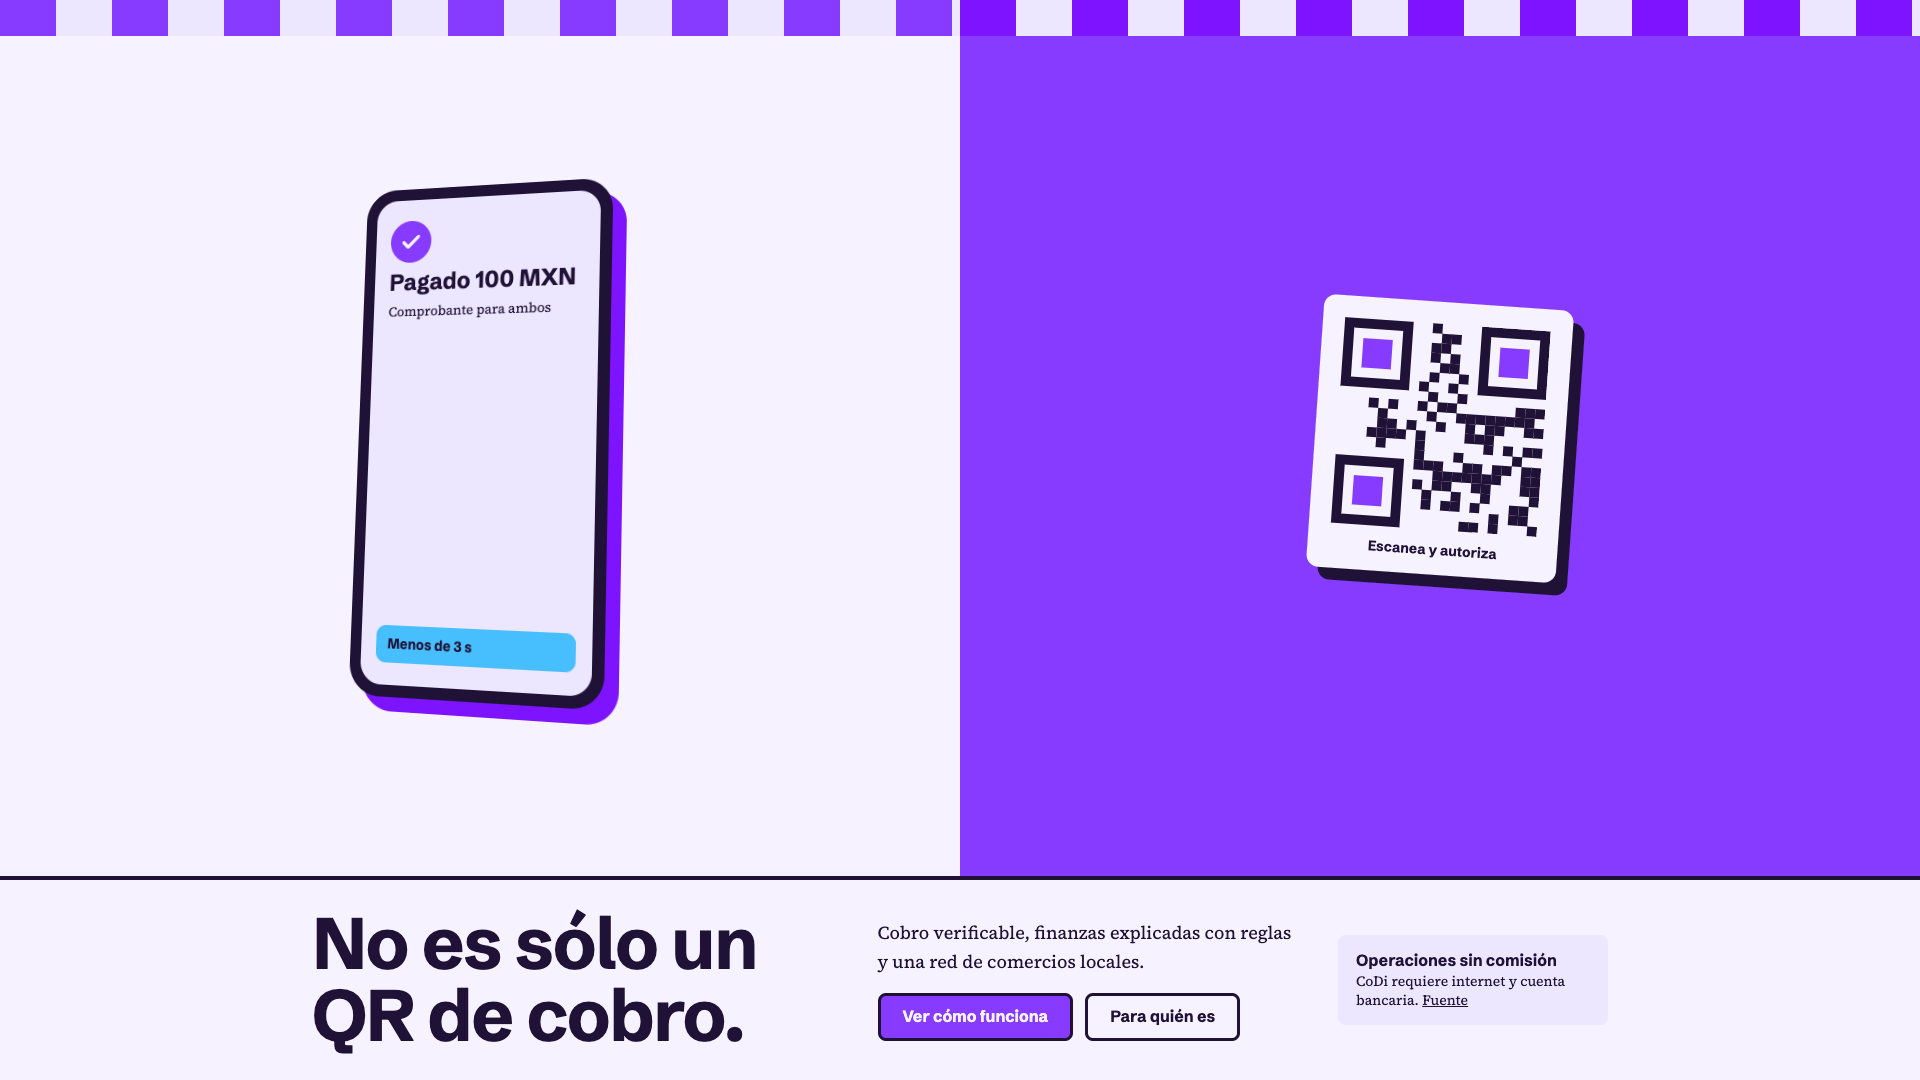 Pagado 100 MXN
Comprobante para ambos
Menos de 3 s
Escanea y autoriza
No es sólo un
QR de cobro.
Cobro verificable, finanzas explicadas con reglas
y una red de comercios locales.
Ver cómo funciona
Para quién es
Operaciones sin comisión
CoDi requiere internet y cuenta
bancaria. Fuente